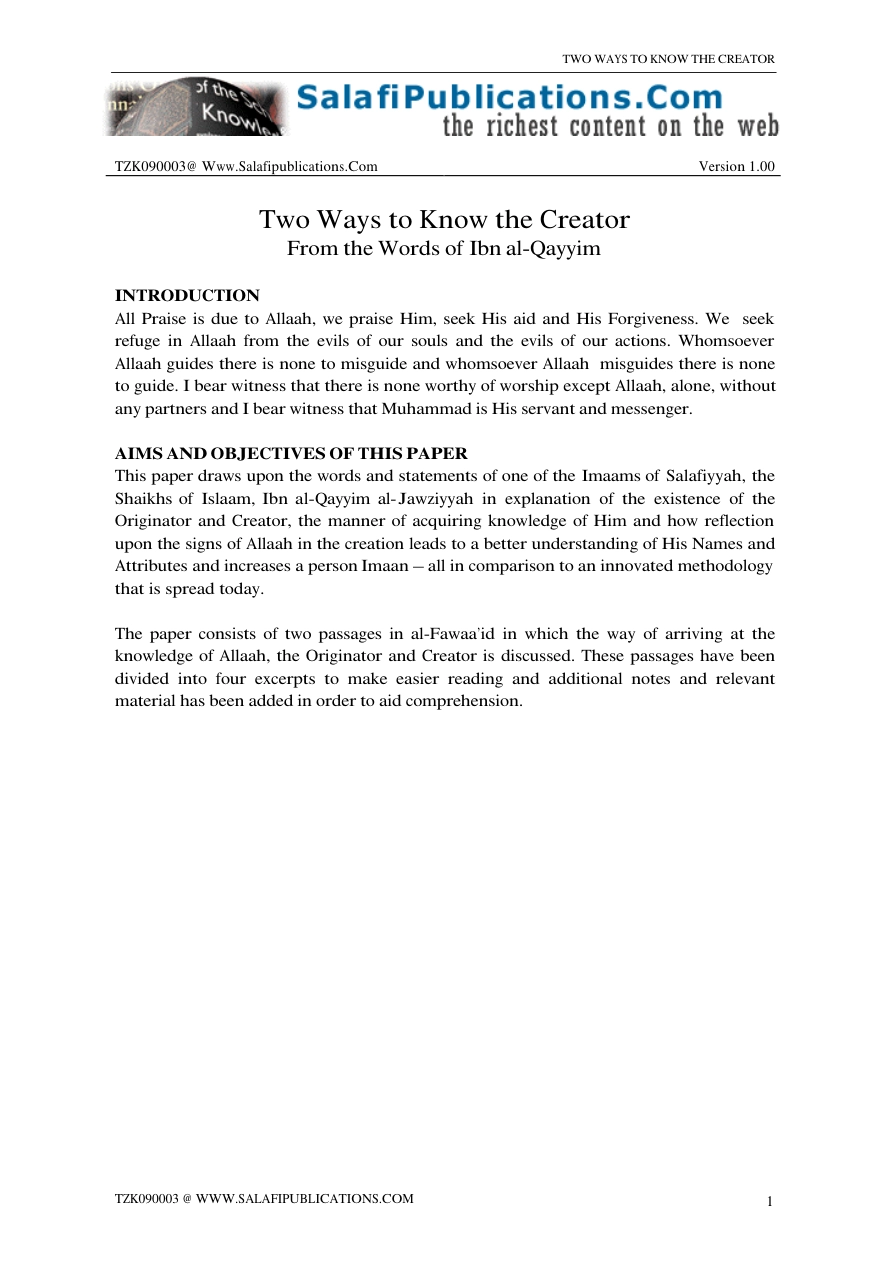 TWO WAYS TO KNOW THE CREATOR
of the Sc
Knowle
SalafiPublications.Com
the richest content on the web
TZK090003@ Www.Salafipublications.Com Version 1.00
Two Ways to Know the Creator
From the Words of Ibn al-Qayyim
INTRODUCTION
All Praise is due to Allaah, we praise Him, seek His aid and His Forgiveness. We seek
refuge in Allaah from the evils of our souls and the evils of our actions. Whomsoever
Allaah guides there is none to misguide and whomsoever Allaah misguides there is none
to guide. I bear witness that there is none worthy of worship except Allaah, alone, without
any partners and I bear witness that Muhammad is His servant and messenger.
AIMS AND OBJECTIVES OF THIS PAPER
This paper draws upon the words and statements of one of the Imaams of Salafiyyah, the
Shaikhs of Islaam, Ibn al-Qayyim al-Jawziyyah in explanation of the existence of the
Originator and Creator, the manner of acquiring knowledge of Him and how reflection
upon the signs of Allaah in the creation leads to a better understanding of His Names and
Attributes and increases a person Imaan – all in comparison to an innovated methodology
that is spread today.
The paper consists of two passages in al-Fawaa'id in which the way of arriving at the
knowledge of Allaah, the Originator and Creator is discussed. These passages have been
divided into four excerpts to make easier reading and additional notes and relevant
material has been added in order to aid comprehension.
TZK090003 @ WWW.SALAFIPUBLICATIONS.COM 1